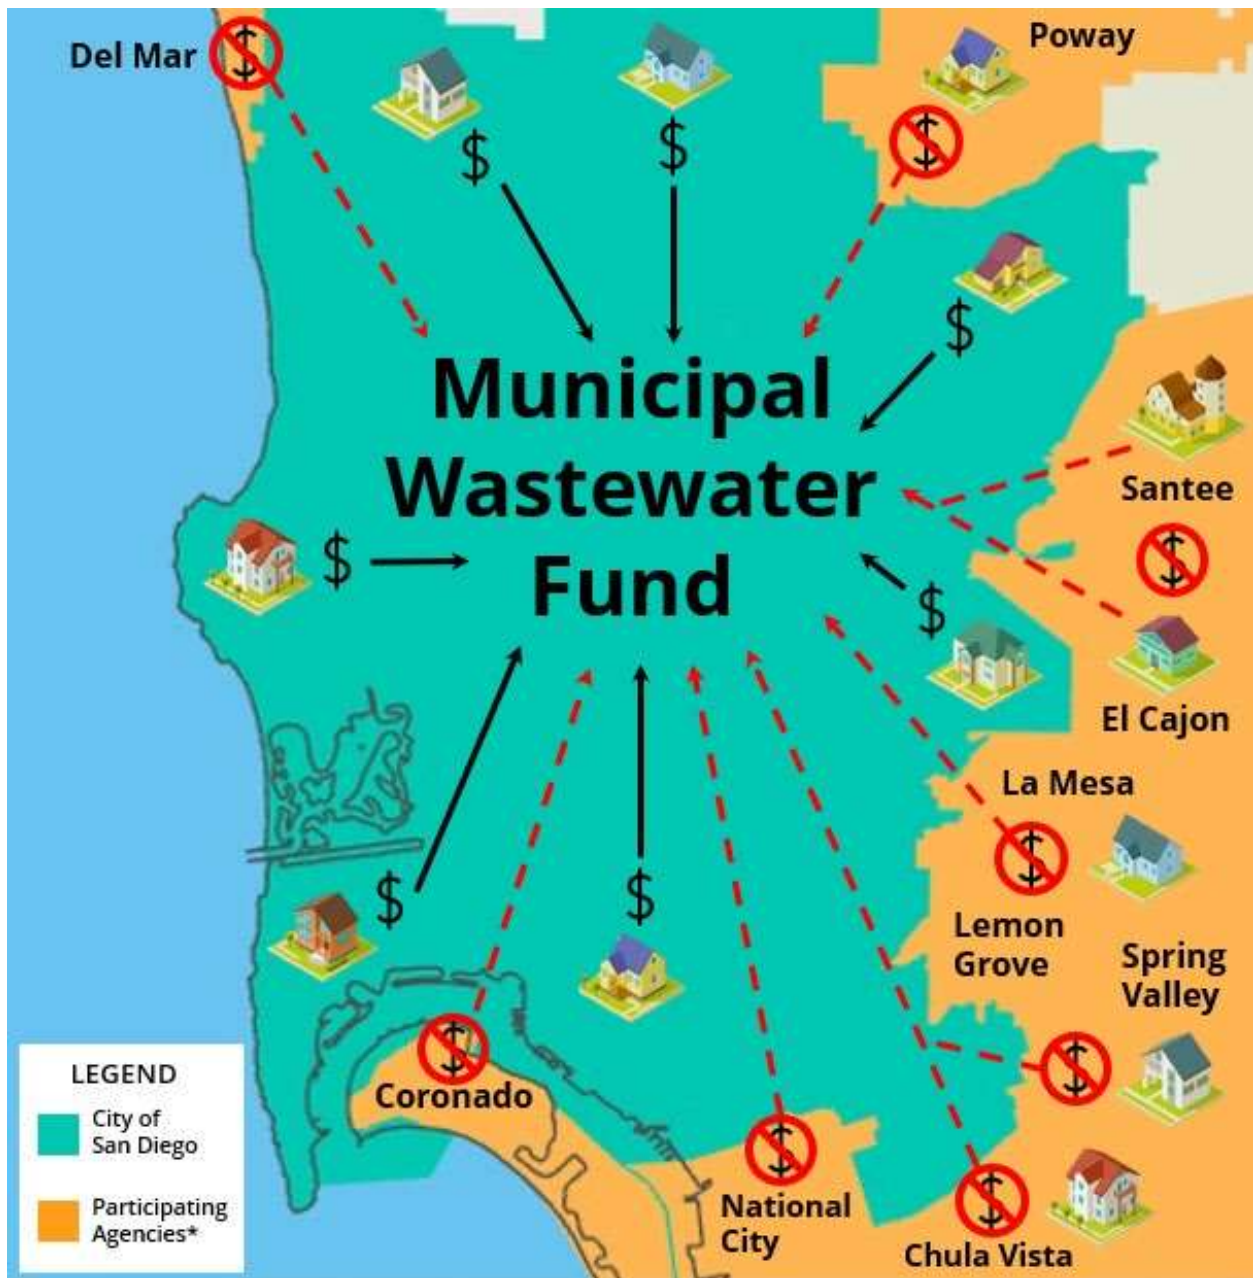 Del Mar
$
Poway
$
$
$
$
Municipal
Wastewater
Fund
Santee
$
$
$
El Cajon
La Mesa
$
$
$
Lemon
Grove
Spring
Valley
$
$
Coronado
LEGEND
City of
San Diego
Participating
Agencies*
$
National
City
$
Chula Vista